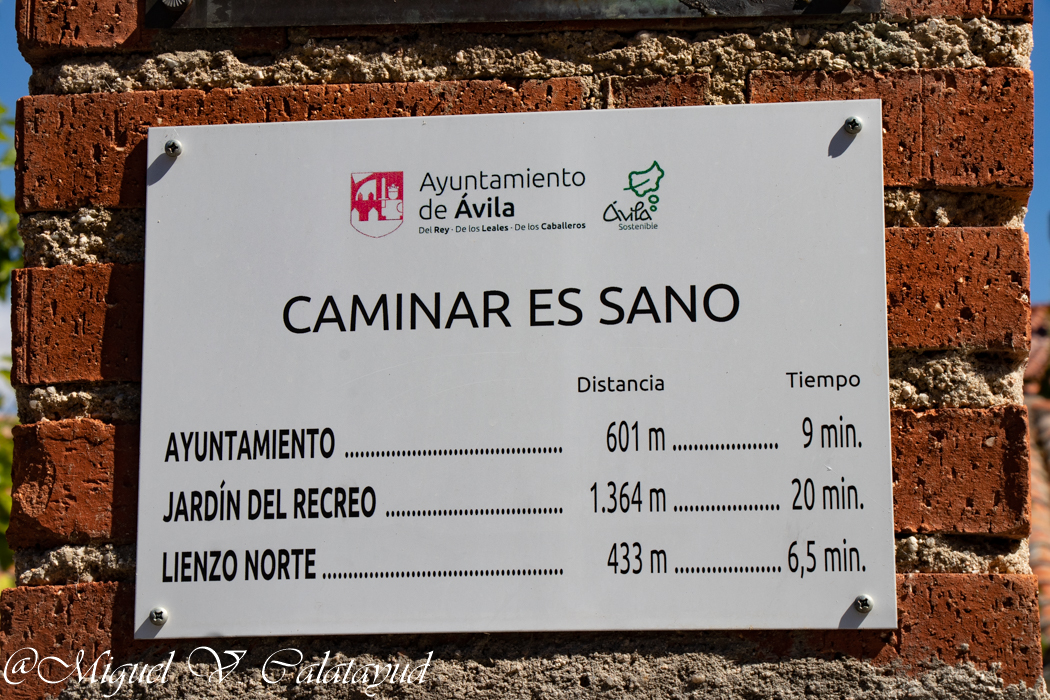 Ayuntamiento
de Ávila
Del Rey · De los Leales · De los Caballeros
Ávila
Sostenible
CAMINAR ES SANO
Distancia Tiempo
AYUNTAMIENTO ........................................ 601 m ................... 9 min.
JARDÍN DEL RECREO ................................. 1.364 m ................... 20 min.
LIENZO NORTE ............................................ 433 m ................... 6,5 min.
@Miguel V Calatayud